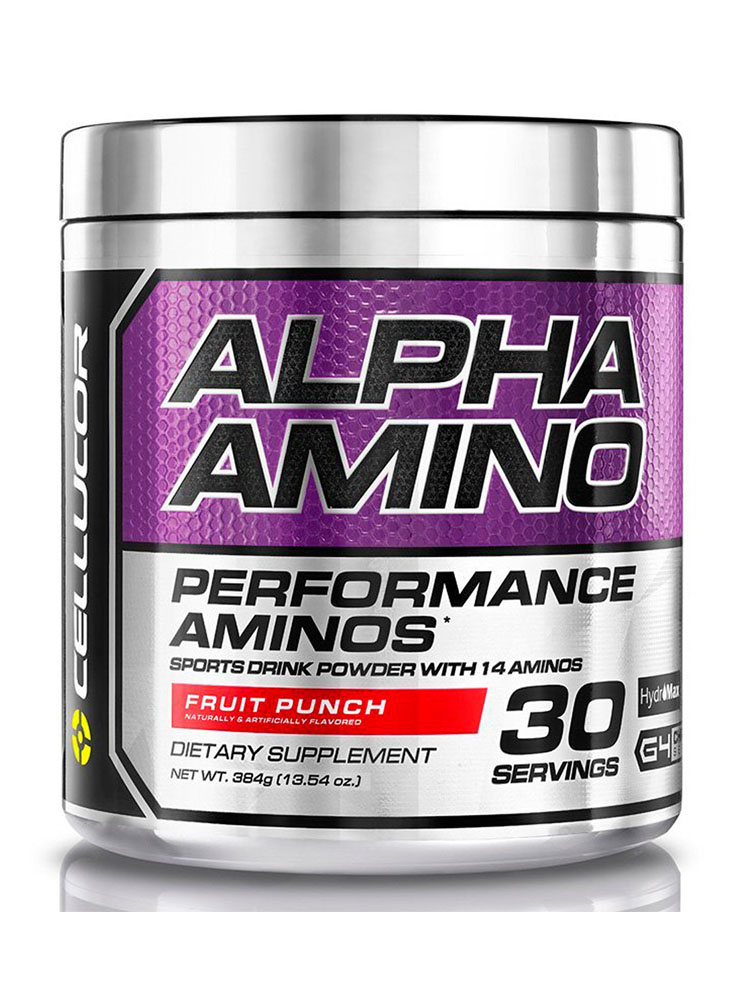 CELLUCOR
ALPHA
AMINO
PERFORMANCE
AMINOS*
SPORTS DRINK POWDER WITH 14 AMINOS
FRUIT PUNCH
NATURALLY & ARTIFICIALLY FLAVORED
DIETARY SUPPLEMENT
NET WT. 384g (13.54 oz.)
30
SERVINGS
HydroMax
G4